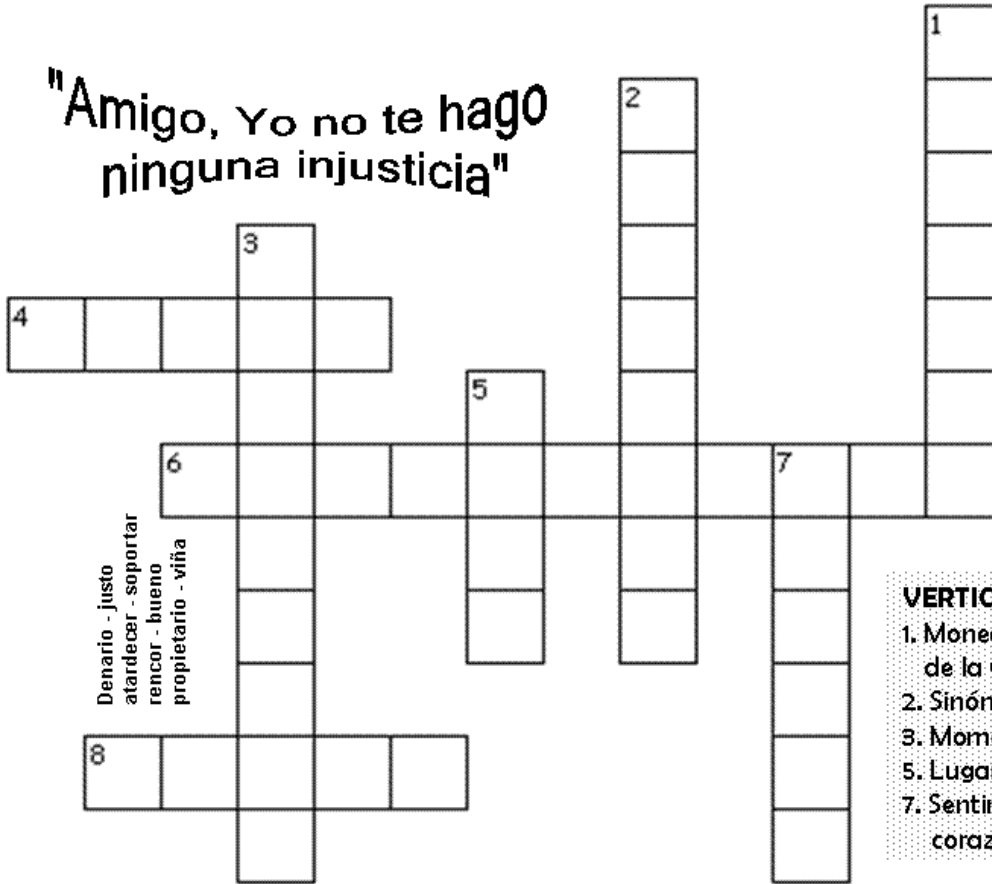 "Amigo, Yo no te hago
ninguna injusticia"
1
2
3
4
5
6
7
8
Denario - justo
atardecer - soportar
rencor - bueno
propietario - viña
VERTIC
1. Mone
de la
2. Sinón
3. Mom
5. Luga
7. Senti
coraz